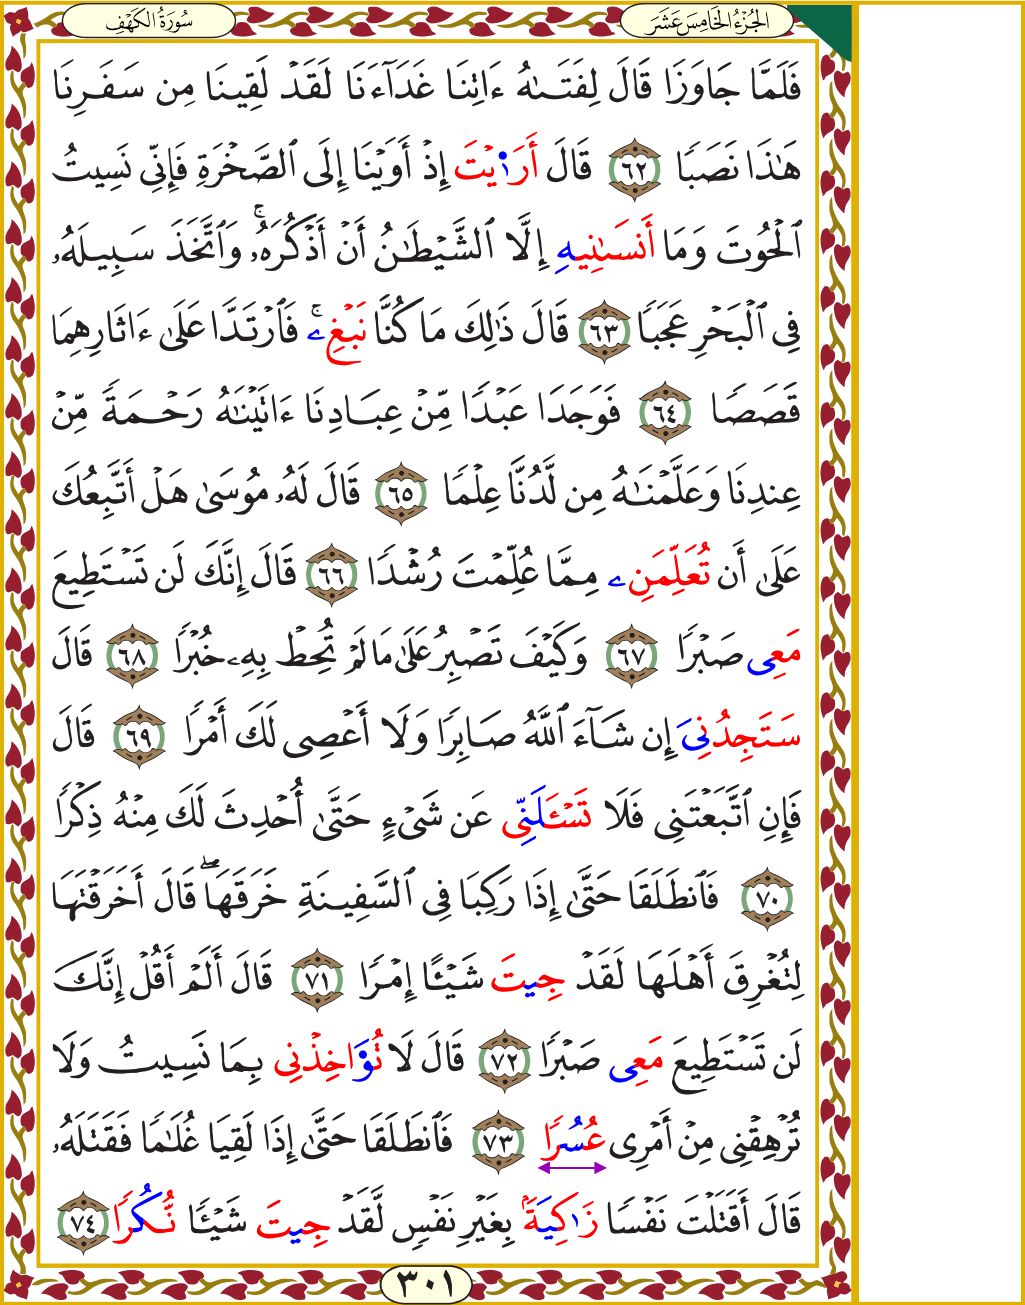 الجُزْءُ الخَامِسَ عَشَرَ
سُورَةُ الكَهْفِ
فَلَمَّا جَاوَزَا قَالَ لِفَتَىٰهُ ءَاتِنَا غَدَآءَنَا لَقَدْ لَقِينَا مِن سَفَرِنَا
هَٰذَا نَصَبًا ٦٢ قَالَ أَرَٰيْتَ إِذْ أَوَيْنَا إِلَى ٱلصَّخْرَةِ فَإِنِّي نَسِيتُ
ٱلْحُوتَ وَمَا أَنسَىٰنِيهِ إِلَّا ٱلشَّيْطَٰنُ أَنْ أَذْكُرَهُۥۚ وَٱتَّخَذَ سَبِيلَهُۥ
فِي ٱلْبَحْرِ عَجَبًا ٦٣ قَالَ ذَٰلِكَ مَا كُنَّا نَبْغِۦۚ فَٱرْتَدَّا عَلَىٰ ءَاثَارِهِمَا
قَصَصًا ٦٤ فَوَجَدَا عَبْدًا مِّنْ عِبَادِنَا ءَاتَيْنَٰهُ رَحْمَةً مِّنْ
عِندِنَا وَعَلَّمْنَٰهُ مِن لَّدُنَّا عِلْمًا ٦٥ قَالَ لَهُۥ مُوسَىٰ هَلْ أَتَّبِعُكَ
عَلَىٰ أَن تُعَلِّمَنِۦ مِمَّا عُلِّمْتَ رُشْدًا ٦٦ قَالَ إِنَّكَ لَن تَسْتَطِيعَ
مَعِى صَبْرًا ٦٧ وَكَيْفَ تَصْبِرُ عَلَىٰ مَا لَمْ تُحِطْ بِهِۦ خُبْرًا ٦٨ قَالَ
سَتَجِدُنِىَ إِن شَآءَ ٱللَّهُ صَابِرًا وَلَا أَعْصِى لَكَ أَمْرًا ٦٩ قَالَ
فَإِنِ ٱتَّبَعْتَنِى فَلَا تَسْـَٔلَنِّى عَن شَىْءٍ حَتَّىٰ أُحْدِثَ لَكَ مِنْهُ ذِكْرًا
٧٠ فَٱنطَلَقَا حَتَّىٰ إِذَا رَكِبَا فِى ٱلسَّفِينَةِ خَرَقَهَاۖ قَالَ أَخَرَقْتَهَا
لِتُغْرِقَ أَهْلَهَا لَقَدْ جِيتَ شَيْـًٔا إِمْرًا ٧١ قَالَ أَلَمْ أَقُلْ إِنَّكَ
لَن تَسْتَطِيعَ مَعِى صَبْرًا ٧٢ قَالَ لَا تُوَاخِذْنِى بِمَا نَسِيتُ وَلَا
تُرْهِقْنِى مِنْ أَمْرِى عُسُرًا ٧٣ فَٱنطَلَقَا حَتَّىٰ إِذَا لَقِيَا غُلَٰمًا فَقَتَلَهُۥ
قَالَ أَقَتَلْتَ نَفْسًا زَٰكِيَةً بِغَيْرِ نَفْسٍ لَّقَدْ جِيتَ شَيْـًٔا نُّكُرًا ٧٤
٣٠١